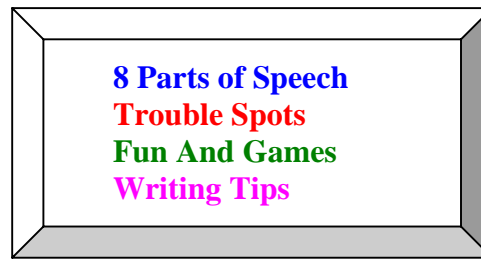 8 Parts of Speech
Trouble Spots
Fun And Games
Writing Tips